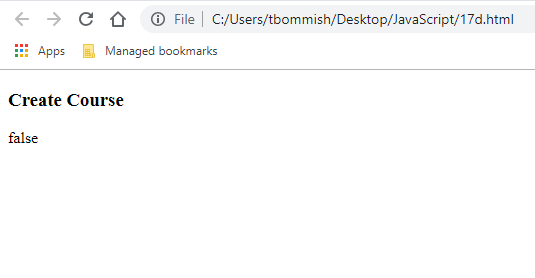 File C:/Users/tbommish/Desktop/JavaScript/17d.html
Apps Managed bookmarks
Create Course
false